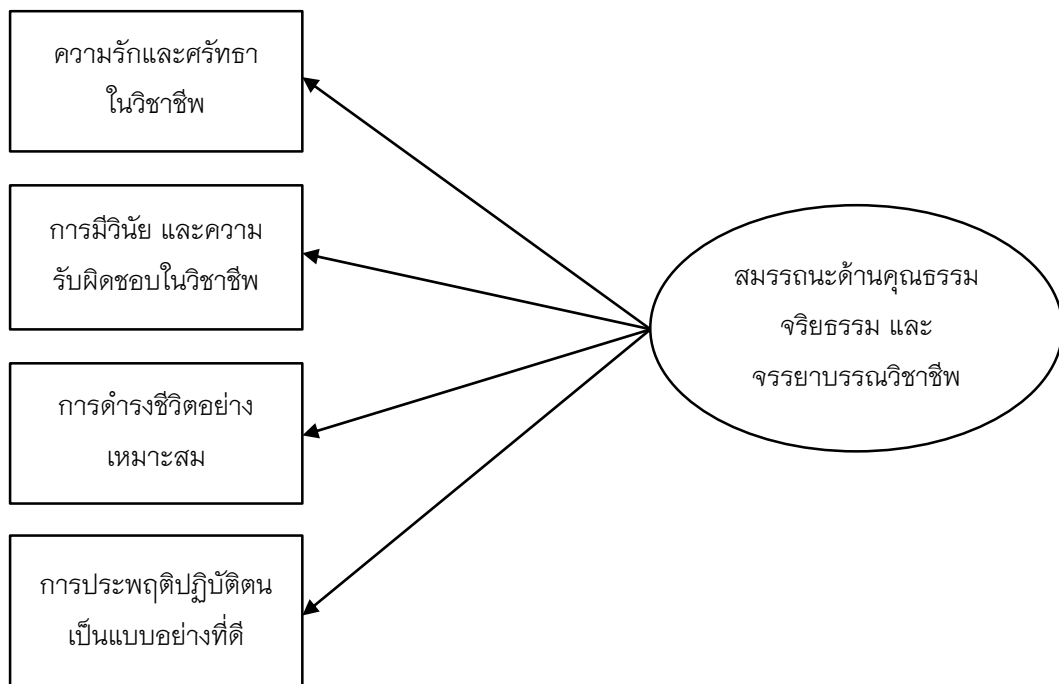 ความรักและศรัทธา
ในวิชาชีพ
การมีวินัย และความ
รับผิดชอบในวิชาชีพ
การดำรงชีวิตอย่าง
เหมาะสม
การประพฤติปฏิบัติตน
เป็นแบบอย่างที่ดี
สมรรถนะด้านคุณธรรม
จริยธรรม และ
จรรยาบรรณวิชาชีพ